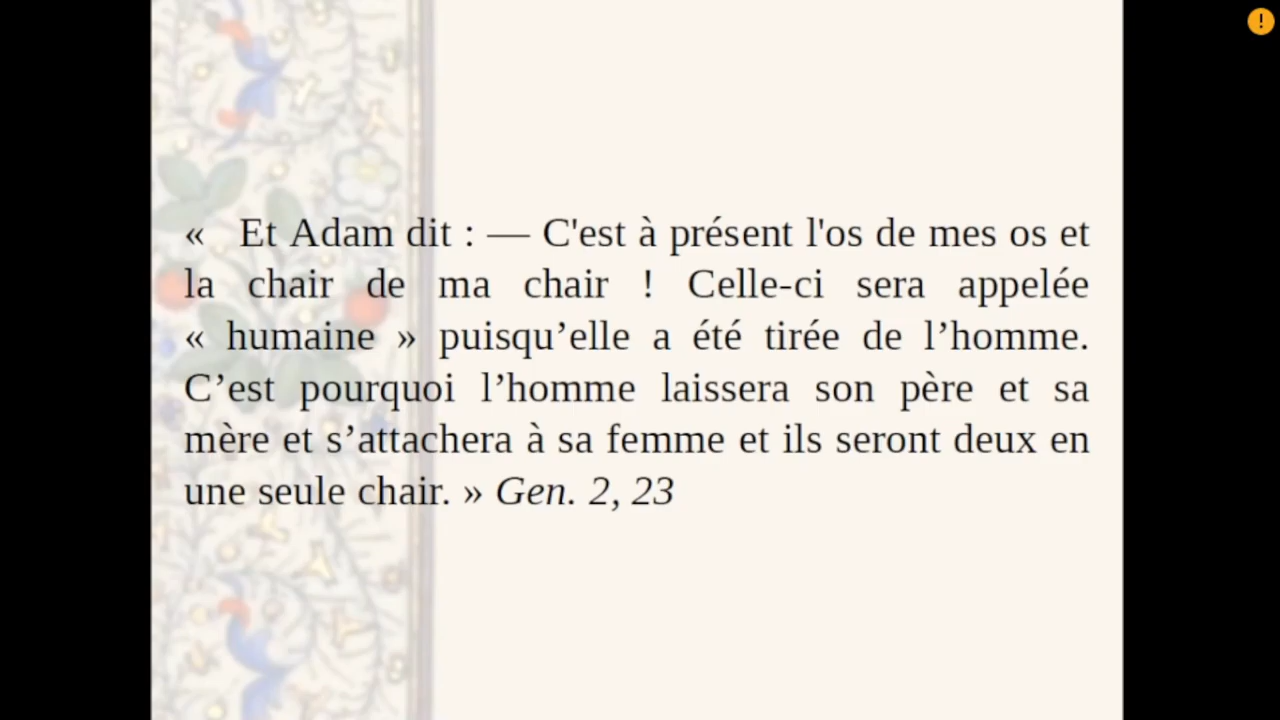 « Et Adam dit : — C'est à présent l'os de mes os et
la chair de ma chair ! Celle-ci sera appelée
« humaine » puisqu’elle a été tirée de l’homme.
C’est pourquoi l’homme laissera son père et sa
mère et s’attachera à sa femme et ils seront deux en
une seule chair. » Gen. 2, 23